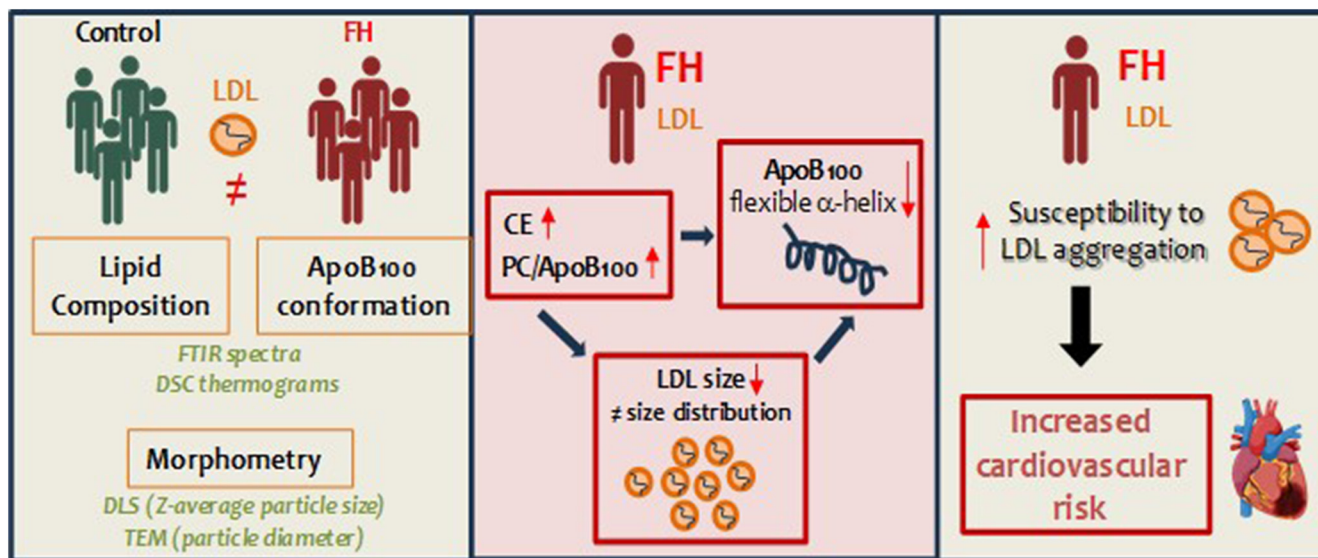 Control
FH
LDL
≠
Lipid
Composition
ApoB100
conformation
FTIR spectra
DSC thermograms
Morphometry
DLS (Z-average particle size)
TEM (particle diameter)
FH
LDL
CE
PC/ApoB100
ApoB100
flexible α-helix
LDL size
≠ size distribution
FH
LDL
Susceptibility to
LDL aggregation
Increased
cardiovascular
risk